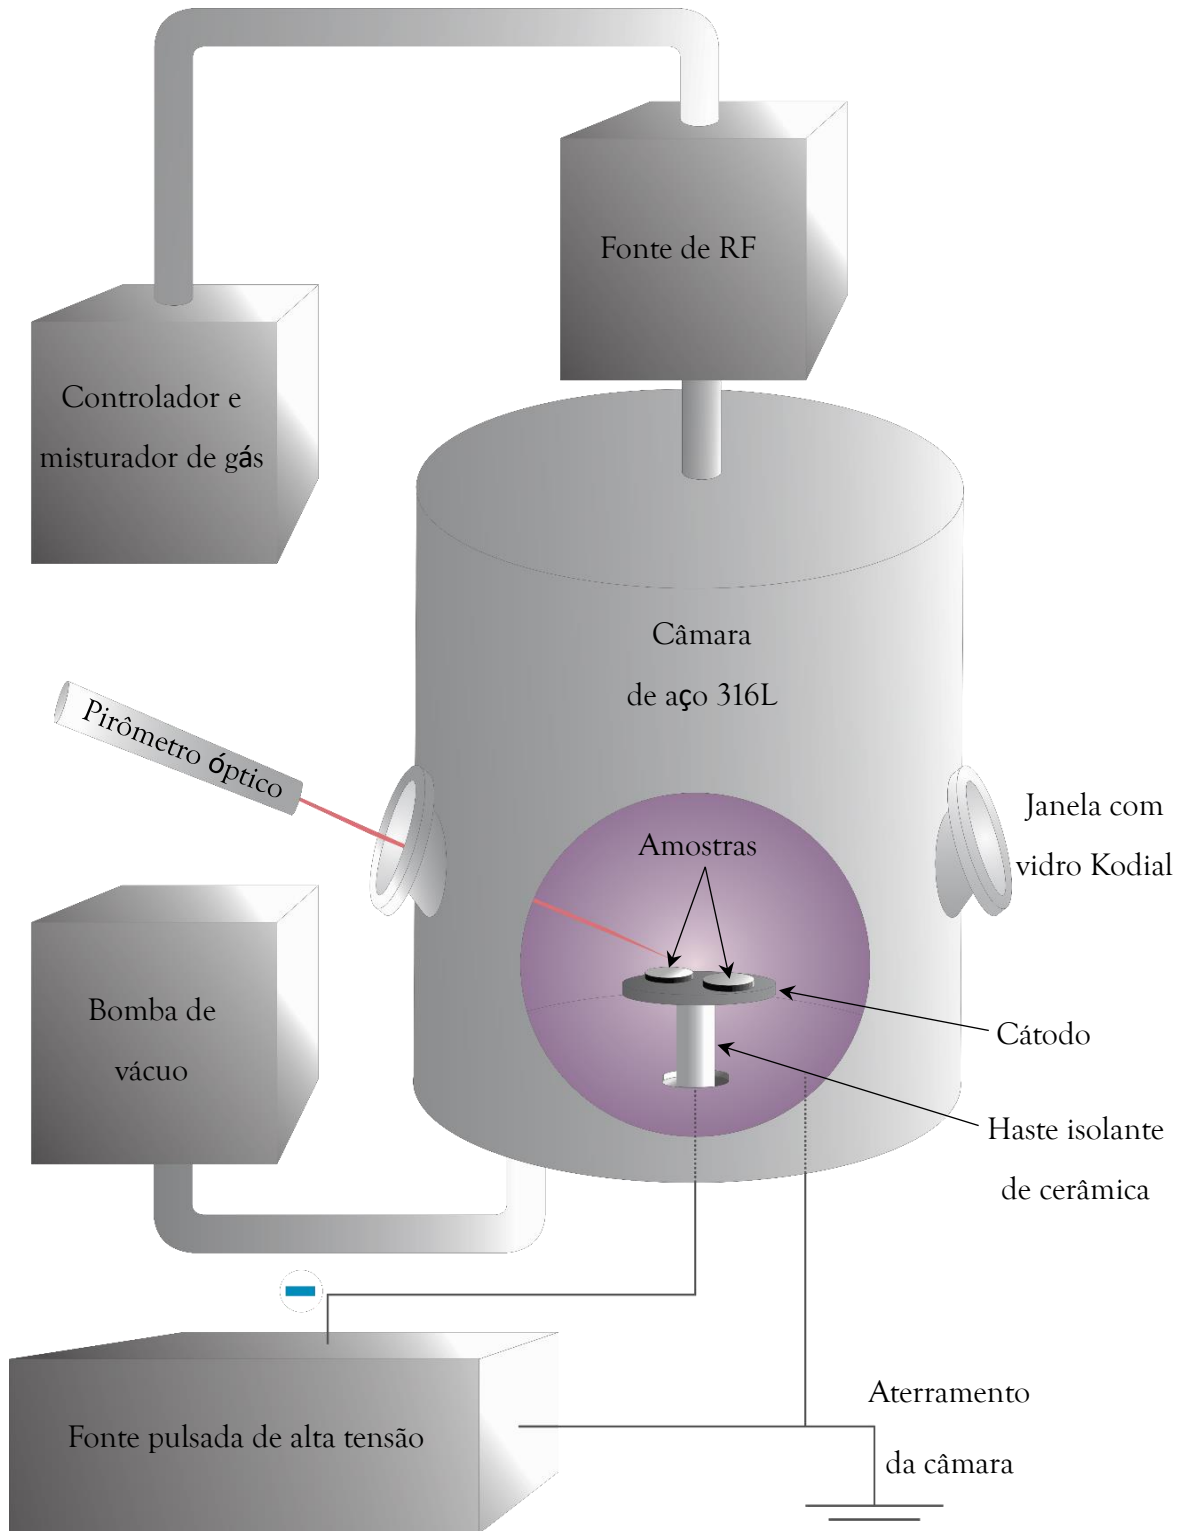 Fonte de RF
Controlador e
misturador de gás
Câmara
de aço 316L
Pirômetro óptico
Janela com
vidro Kodial
Amostras
Bomba de
vácuo
Cátodo
Haste isolante
de cerâmica
Fonte pulsada de alta tensão
Aterramento
da câmara